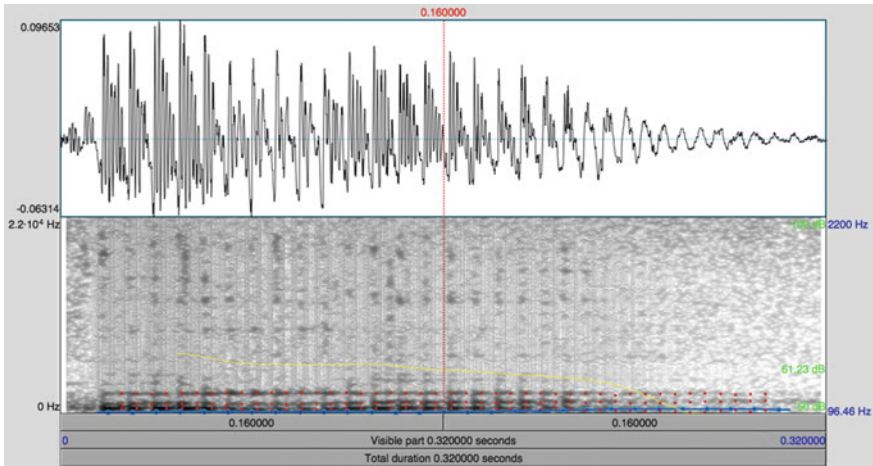 0.160000
0.09653
-0.06314
2.2·10⁴ Hz
2200 Hz
61.23 dB
0 Hz
96.46 Hz
0.160000 0.160000
0 Visible part 0.320000 seconds 0.320000
Total duration 0.320000 seconds